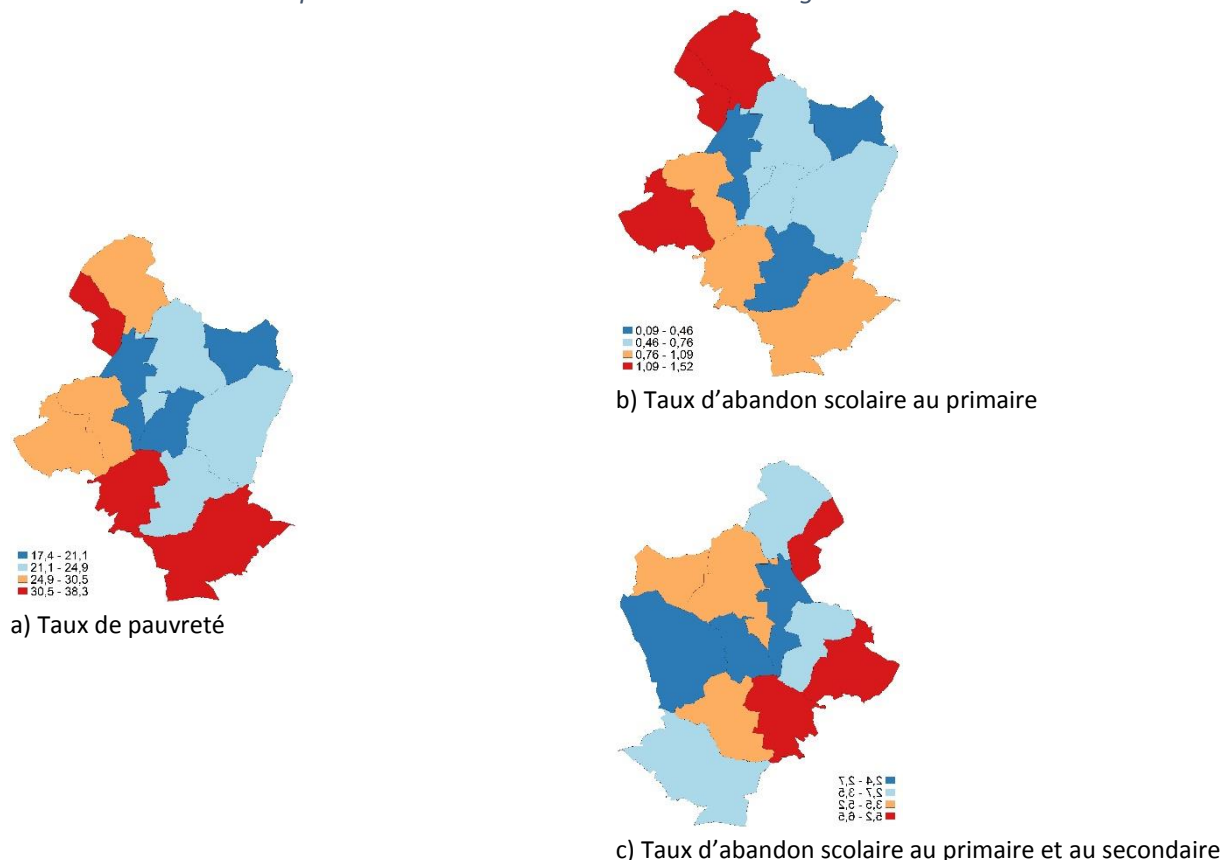 17,4 - 21,1
21,1 - 24,9
24,9 - 30,5
30,5 - 38,3
a) Taux de pauvreté
0,09 - 0,46
0,46 - 0,76
0,76 - 1,09
1,09 - 1,52
b) Taux d’abandon scolaire au primaire
2,4 - 2,7
2,7 - 3,5
3,5 - 5,2
5,2 - 6,5
c) Taux d’abandon scolaire au primaire et au secondaire